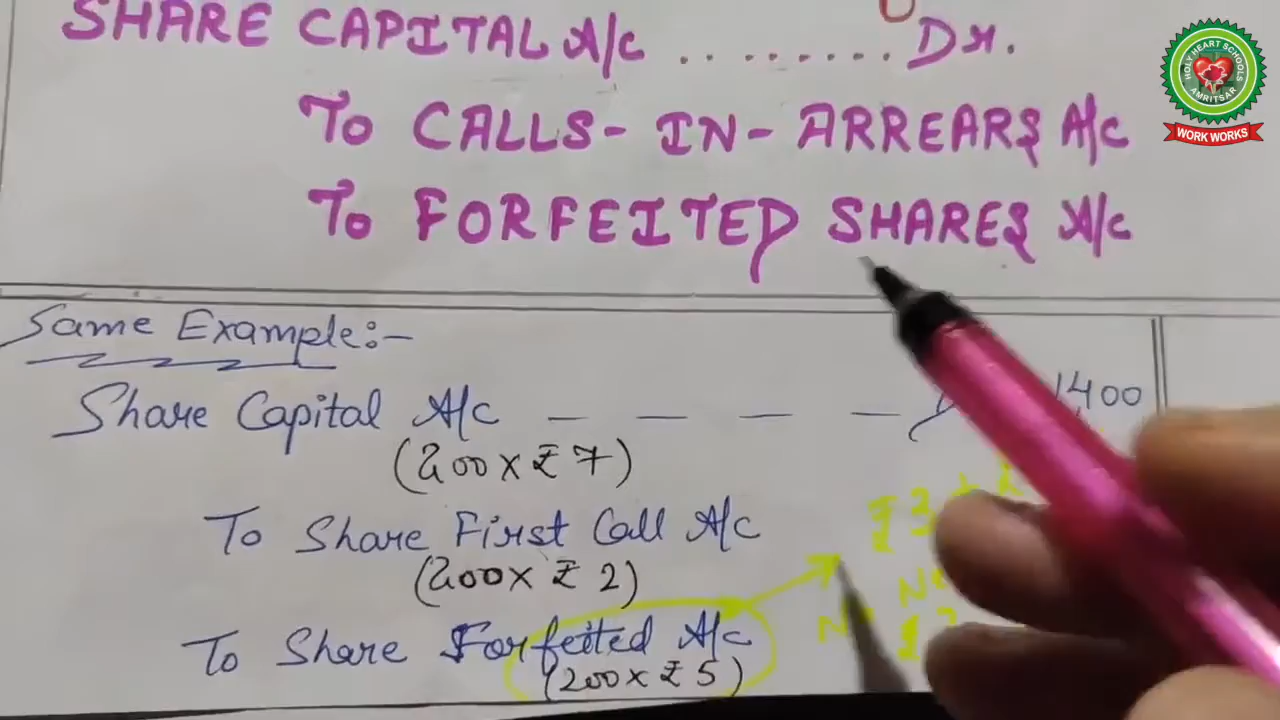 SHARE CAPITAL A/c ......... Dr.
To CALLS-IN-ARREARS A/c
To FORFEITED SHARES A/c
Same Example:-
Share Capital A/c — — — — D 1400
(200 x ₹ 7)
₹ 3 +
To Share First Call A/c
(200 x ₹ 2)
To Share Forfeited A/c
(200 x ₹ 5)
HOLY HEART SCHOOLS
AMRITSAR
WORK WORKS